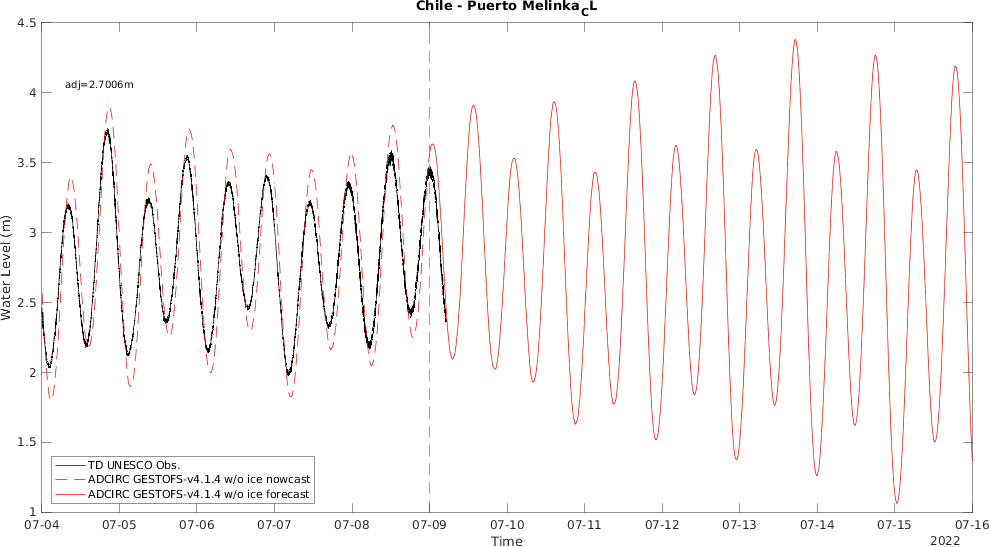 Chile - Puerto Melinka_CL
4.5
adj=2.7006m
4
3.5
3
Water Level (m)
2.5
2
1.5
TD UNESCO Obs.
ADCIRC GESTOFS-v4.1.4 w/o ice nowcast
ADCIRC GESTOFS-v4.1.4 w/o ice forecast
1
07-04 07-05 07-06 07-07 07-08 07-09 07-10 07-11 07-12 07-13 07-14 07-15 07-16
Time
2022